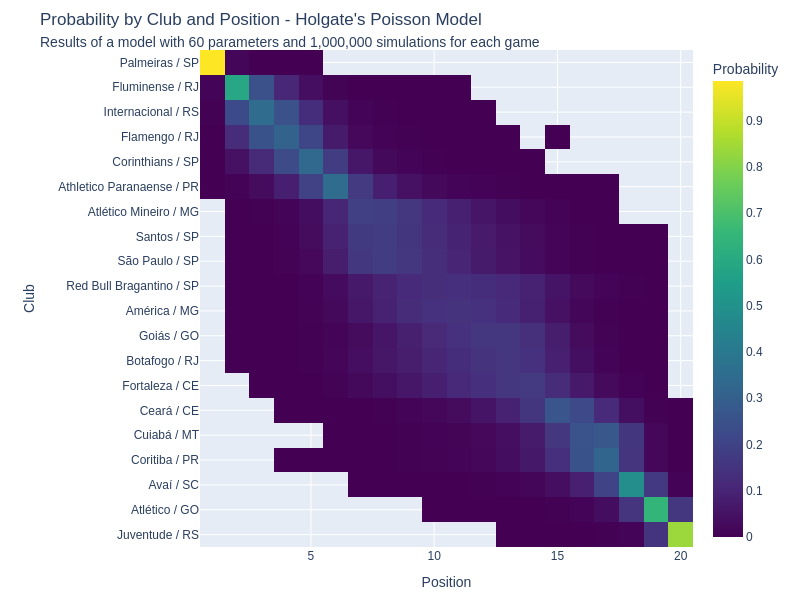 Probability by Club and Position - Holgate's Poisson Model
Results of a model with 60 parameters and 1,000,000 simulations for each game
Probability
Palmeiras / SP
Fluminense / RJ
Internacional / RS
Flamengo / RJ
Corinthians / SP
Athletico Paranaense / PR
Atlético Mineiro / MG
Santos / SP
São Paulo / SP
Red Bull Bragantino / SP
América / MG
Goiás / GO
Botafogo / RJ
Fortaleza / CE
Ceará / CE
Cuiabá / MT
Coritiba / PR
Avaí / SC
Atlético / GO
Juventude / RS
Club
5
10
15
20
Position
0.9
0.8
0.7
0.6
0.5
0.4
0.3
0.2
0.1
0